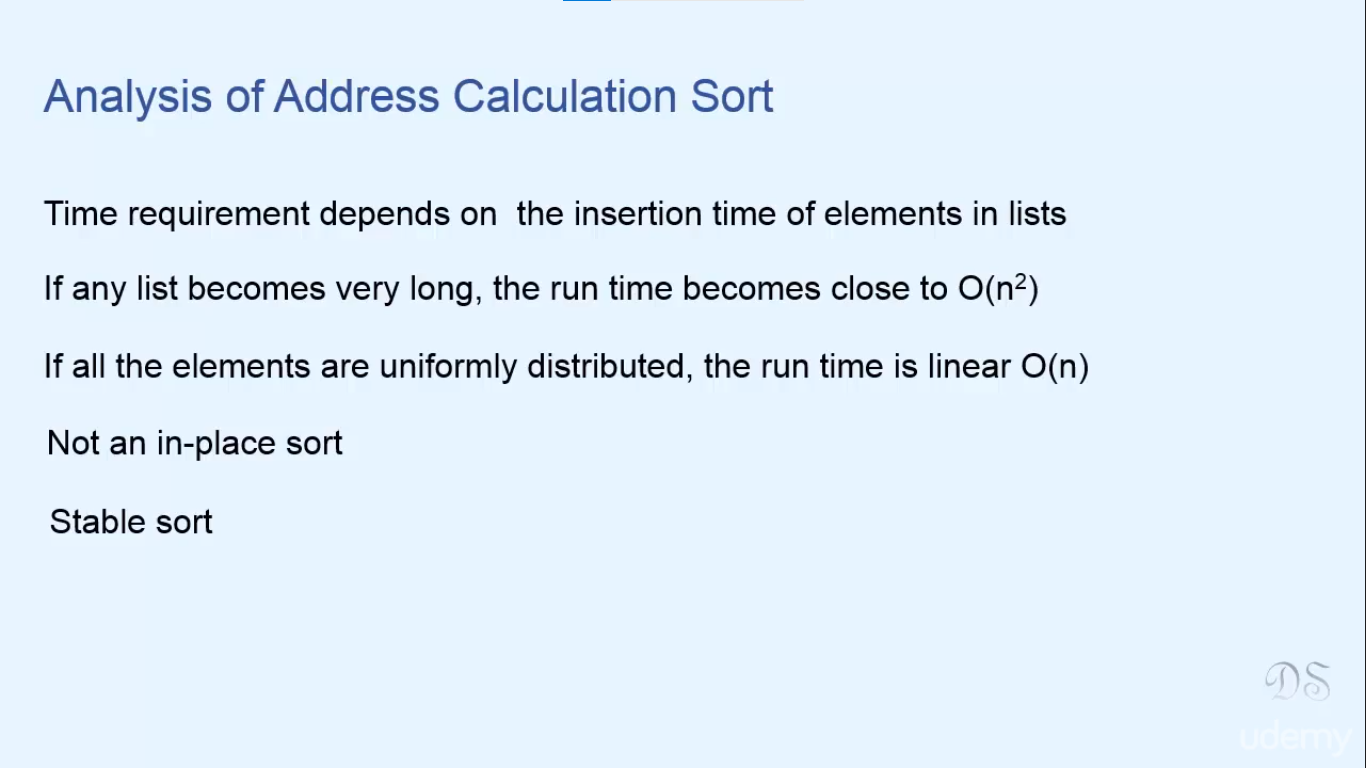 Analysis of Address Calculation Sort
Time requirement depends on  the insertion time of elements in lists
If any list becomes very long, the run time becomes close to O(n²)
If all the elements are uniformly distributed, the run time is linear O(n)
Not an in-place sort
Stable sort
DS
udemy